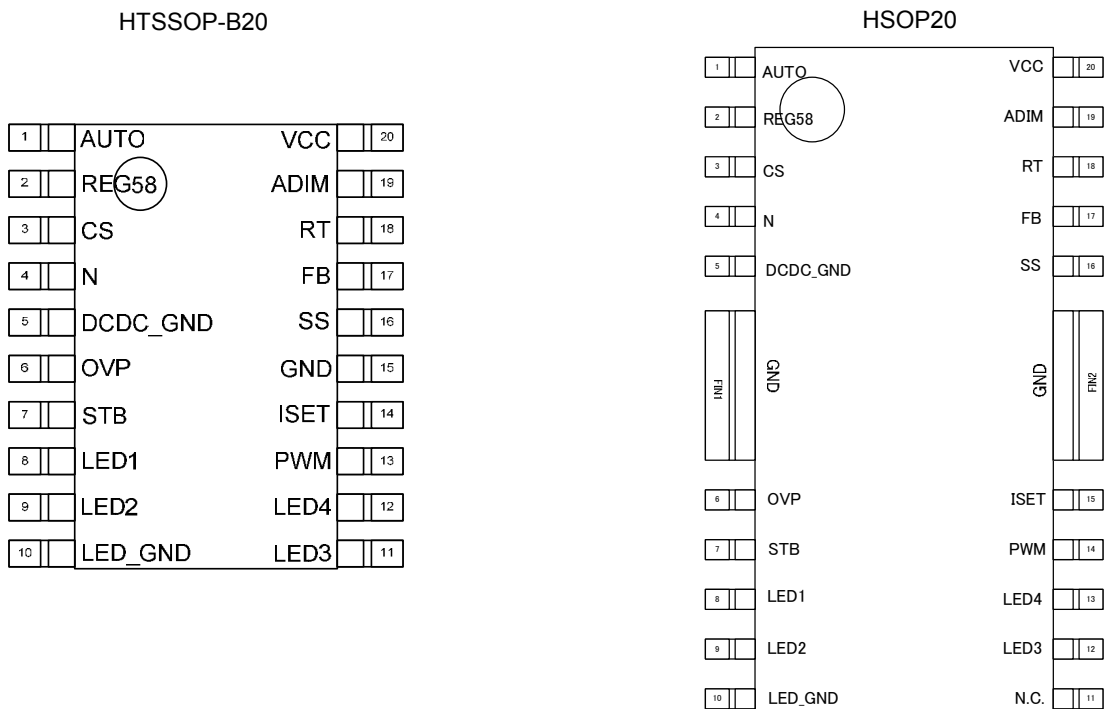 HTSSOP-B20
1 AUTO VCC 20
2 REG58 ADIM 19
3 CS RT 18
4 N FB 17
5 DCDC_GND SS 16
6 OVP GND 15
7 STB ISET 14
8 LED1 PWM 13
9 LED2 LED4 12
10 LED_GND LED3 11
HSOP20
1 AUTO VCC 20
2 REG58 ADIM 19
3 CS RT 18
4 N FB 17
5 DCDC_GND SS 16
FIN1 GND GND FIN2
6 OVP ISET 15
7 STB PWM 14
8 LED1 LED4 13
9 LED2 LED3 12
10 LED_GND N.C. 11